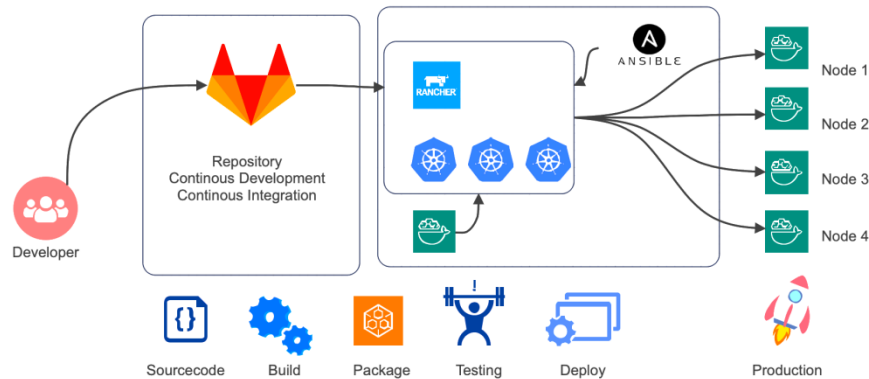 ANSIBLE
RANCHER
Node 1
Node 2
Repository
Continous Development
Continous Integration
Node 3
Developer
Node 4
{}
!
Sourcecode
Build
Package
Testing
Deploy
Production